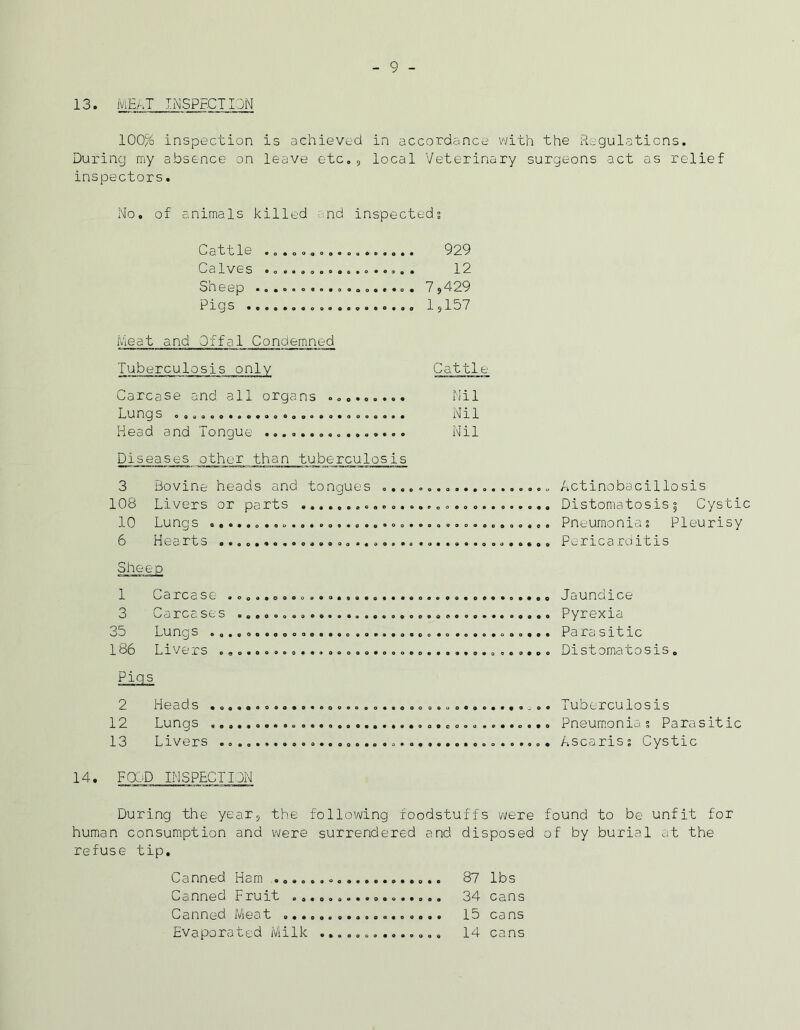 - 9 -
13. MEAT INSPECTION
100% inspection is achieved in accordance with the Regulations.
During my absence on leave etc., local Veterinary surgeons act as relief
inspectors.
No. of animals killed and inspected:
Cattle .................. 929
Calves .................. 12
Sheep ................... 7,429
Pigs .................... 1,157
Meat and Offal Condemned
Tuberculosis only Cattle
Carcase and all organs ......... Nil
Lungs .......................... Nil
Head and Tongue ................ Nil
Diseases other than tuberculosis
3 Bovine heads and tongues ................... Actinobacillosis
108 Livers or parts ............................ Distomatosis; Cystic
10 Lungs ...................................... Pneumonia: Pleurisy
6 Hearts ..................................... Pericarditis
Sheep
1 Carcase .................................... Jaundice
3 Carcases ................................... Pyrexia
35 Lungs ...................................... Parasitic
186 Livers ..................................... Distomatosis.
Pigs
2 Heads ...................................... Tuberculosis
12 Lungs ...................................... Pneumonia: Parasitic
13 Livers ..................................... Ascaris: Cystic
14. FOOD INSPECTION
During the year, the following foodstuffs were found to be unfit for
human consumption and were surrendered and disposed of by burial at the
refuse tip.
Canned Ham ................... 87 lbs
Canned Fruit ................. 34 cans
Canned Meat .................. 15 cans
Evaporated Milk .............. 14 cans